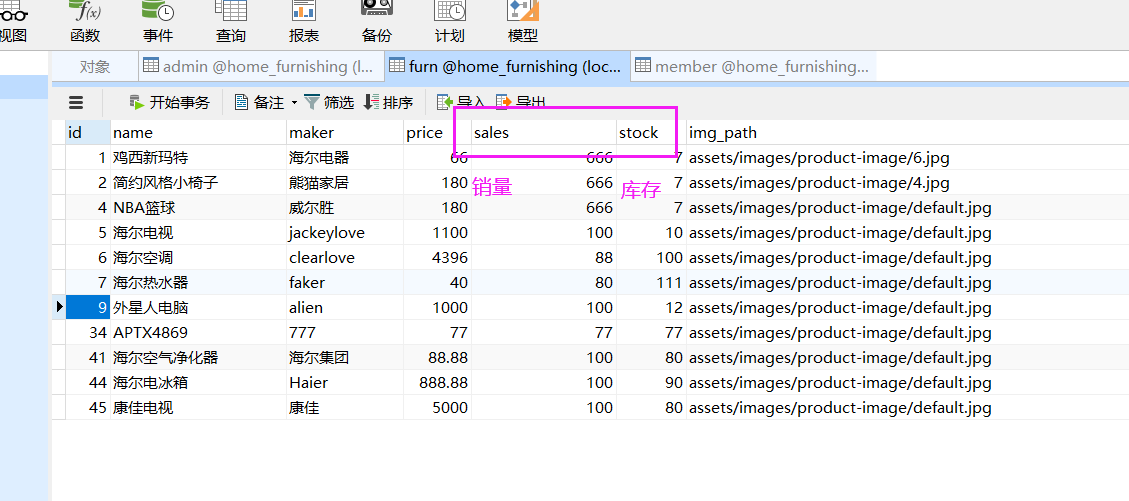 视图 函数 事件 查询 报表 备份 计划 模型
对象 admin @home_furnishing (l... furn @home_furnishing (loc... member @home_furnishing...
开始事务 备注 筛选 排序 导入 导出
id name maker price sales stock img_path
1 鸡西新玛特 海尔电器 66 666 7 assets/images/product-image/6.jpg
2 简约风格小椅子 熊猫家居 180 666 7 assets/images/product-image/4.jpg
销量 库存
4 NBA篮球 威尔胜 180 666 7 assets/images/product-image/default.jpg
5 海尔电视 jackeylove 1100 100 10 assets/images/product-image/default.jpg
6 海尔空调 clearlove 4396 88 100 assets/images/product-image/default.jpg
7 海尔热水器 faker 40 80 111 assets/images/product-image/default.jpg
9 外星人电脑 alien 1000 100 12 assets/images/product-image/default.jpg
34 APTX4869 777 77 77 77 assets/images/product-image/default.jpg
41 海尔空气净化器 海尔集团 88.88 100 80 assets/images/product-image/default.jpg
44 海尔电冰箱 Haier 888.88 100 90 assets/images/product-image/default.jpg
45 康佳电视 康佳 5000 100 80 assets/images/product-image/default.jpg